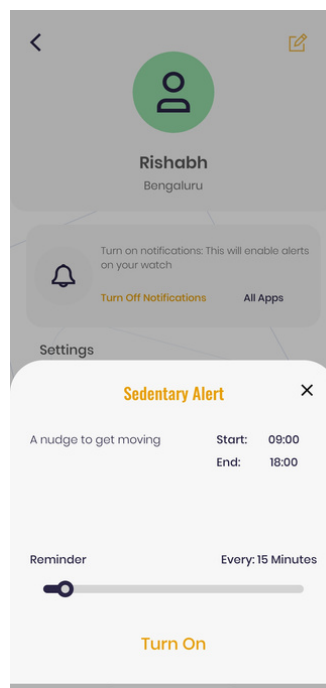 Rishabh
Bengaluru
Turn on notifications: This will enable alerts
on your watch
Turn Off Notifications All Apps
Settings
Sedentary Alert
A nudge to get moving Start: 09:00
End: 18:00
Reminder Every: 15 Minutes
Turn On